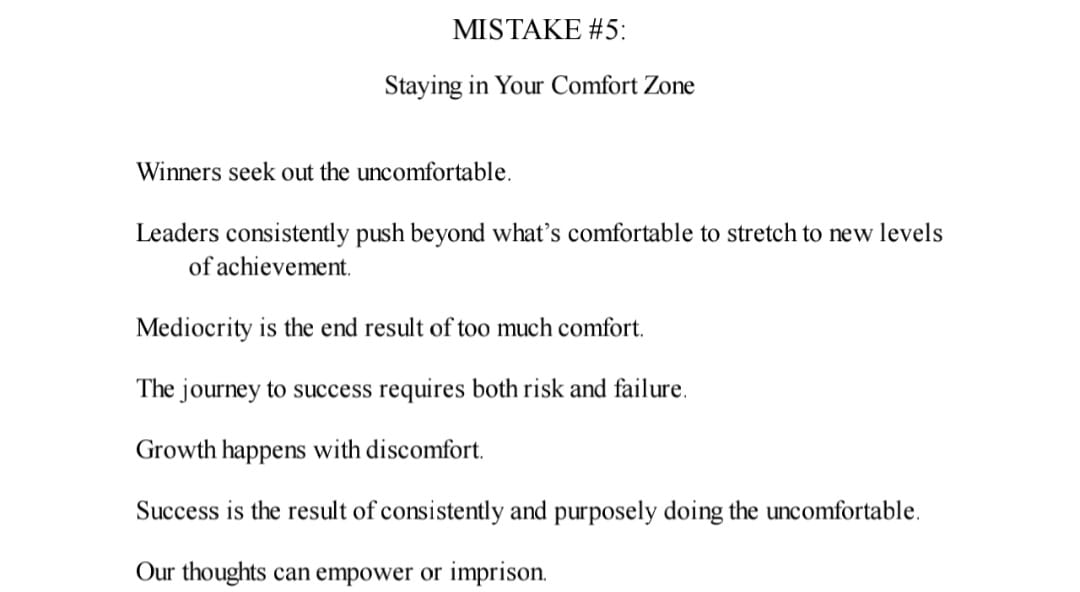 MISTAKE #5:
Staying in Your Comfort Zone
Winners seek out the uncomfortable.
Leaders consistently push beyond what’s comfortable to stretch to new levels
of achievement.
Mediocrity is the end result of too much comfort.
The journey to success requires both risk and failure.
Growth happens with discomfort.
Success is the result of consistently and purposely doing the uncomfortable.
Our thoughts can empower or imprison.